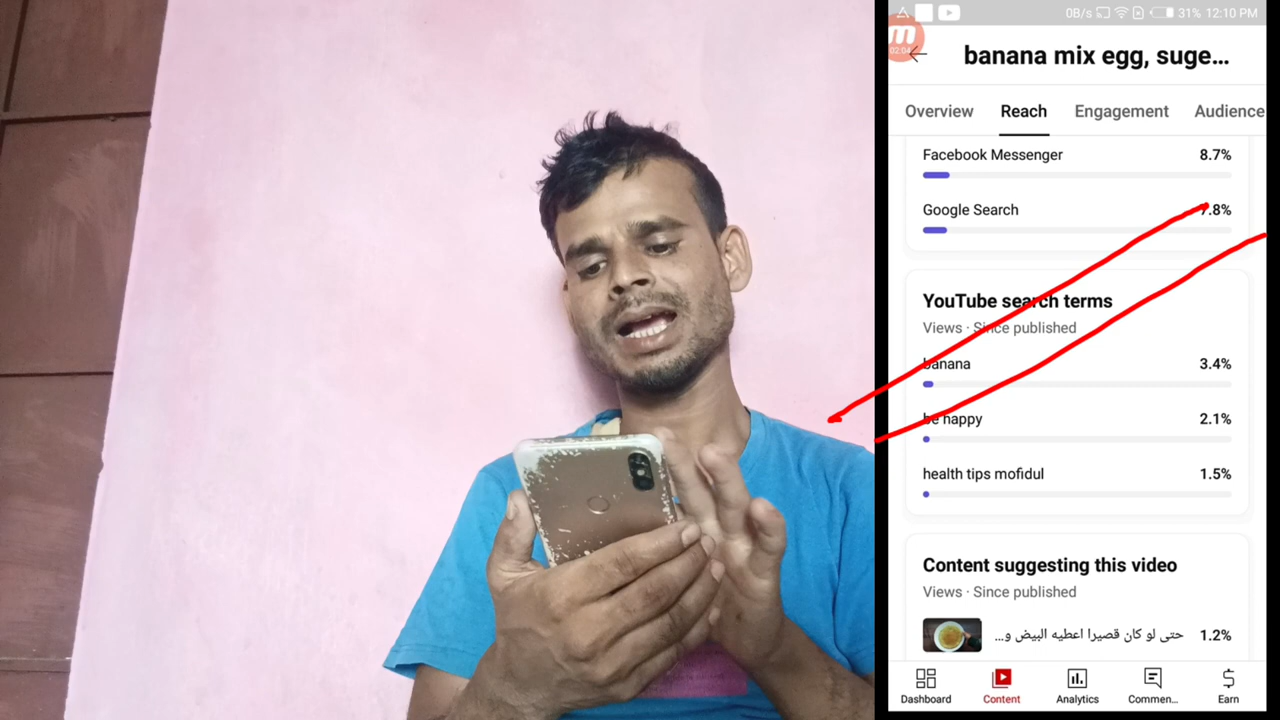 0B/s 31% 12:10 PM
02:04
banana mix egg, suge...
Overview Reach Engagement Audience
Facebook Messenger 8.7%
Google Search 7.8%
YouTube search terms
Views · Since published
banana 3.4%
be happy 2.1%
health tips mofidul 1.5%
Content suggesting this video
Views · Since published
حتى لو كان قصيرا اعطيه البيض و... 1.2%
Dashboard Content Analytics Commen... Earn